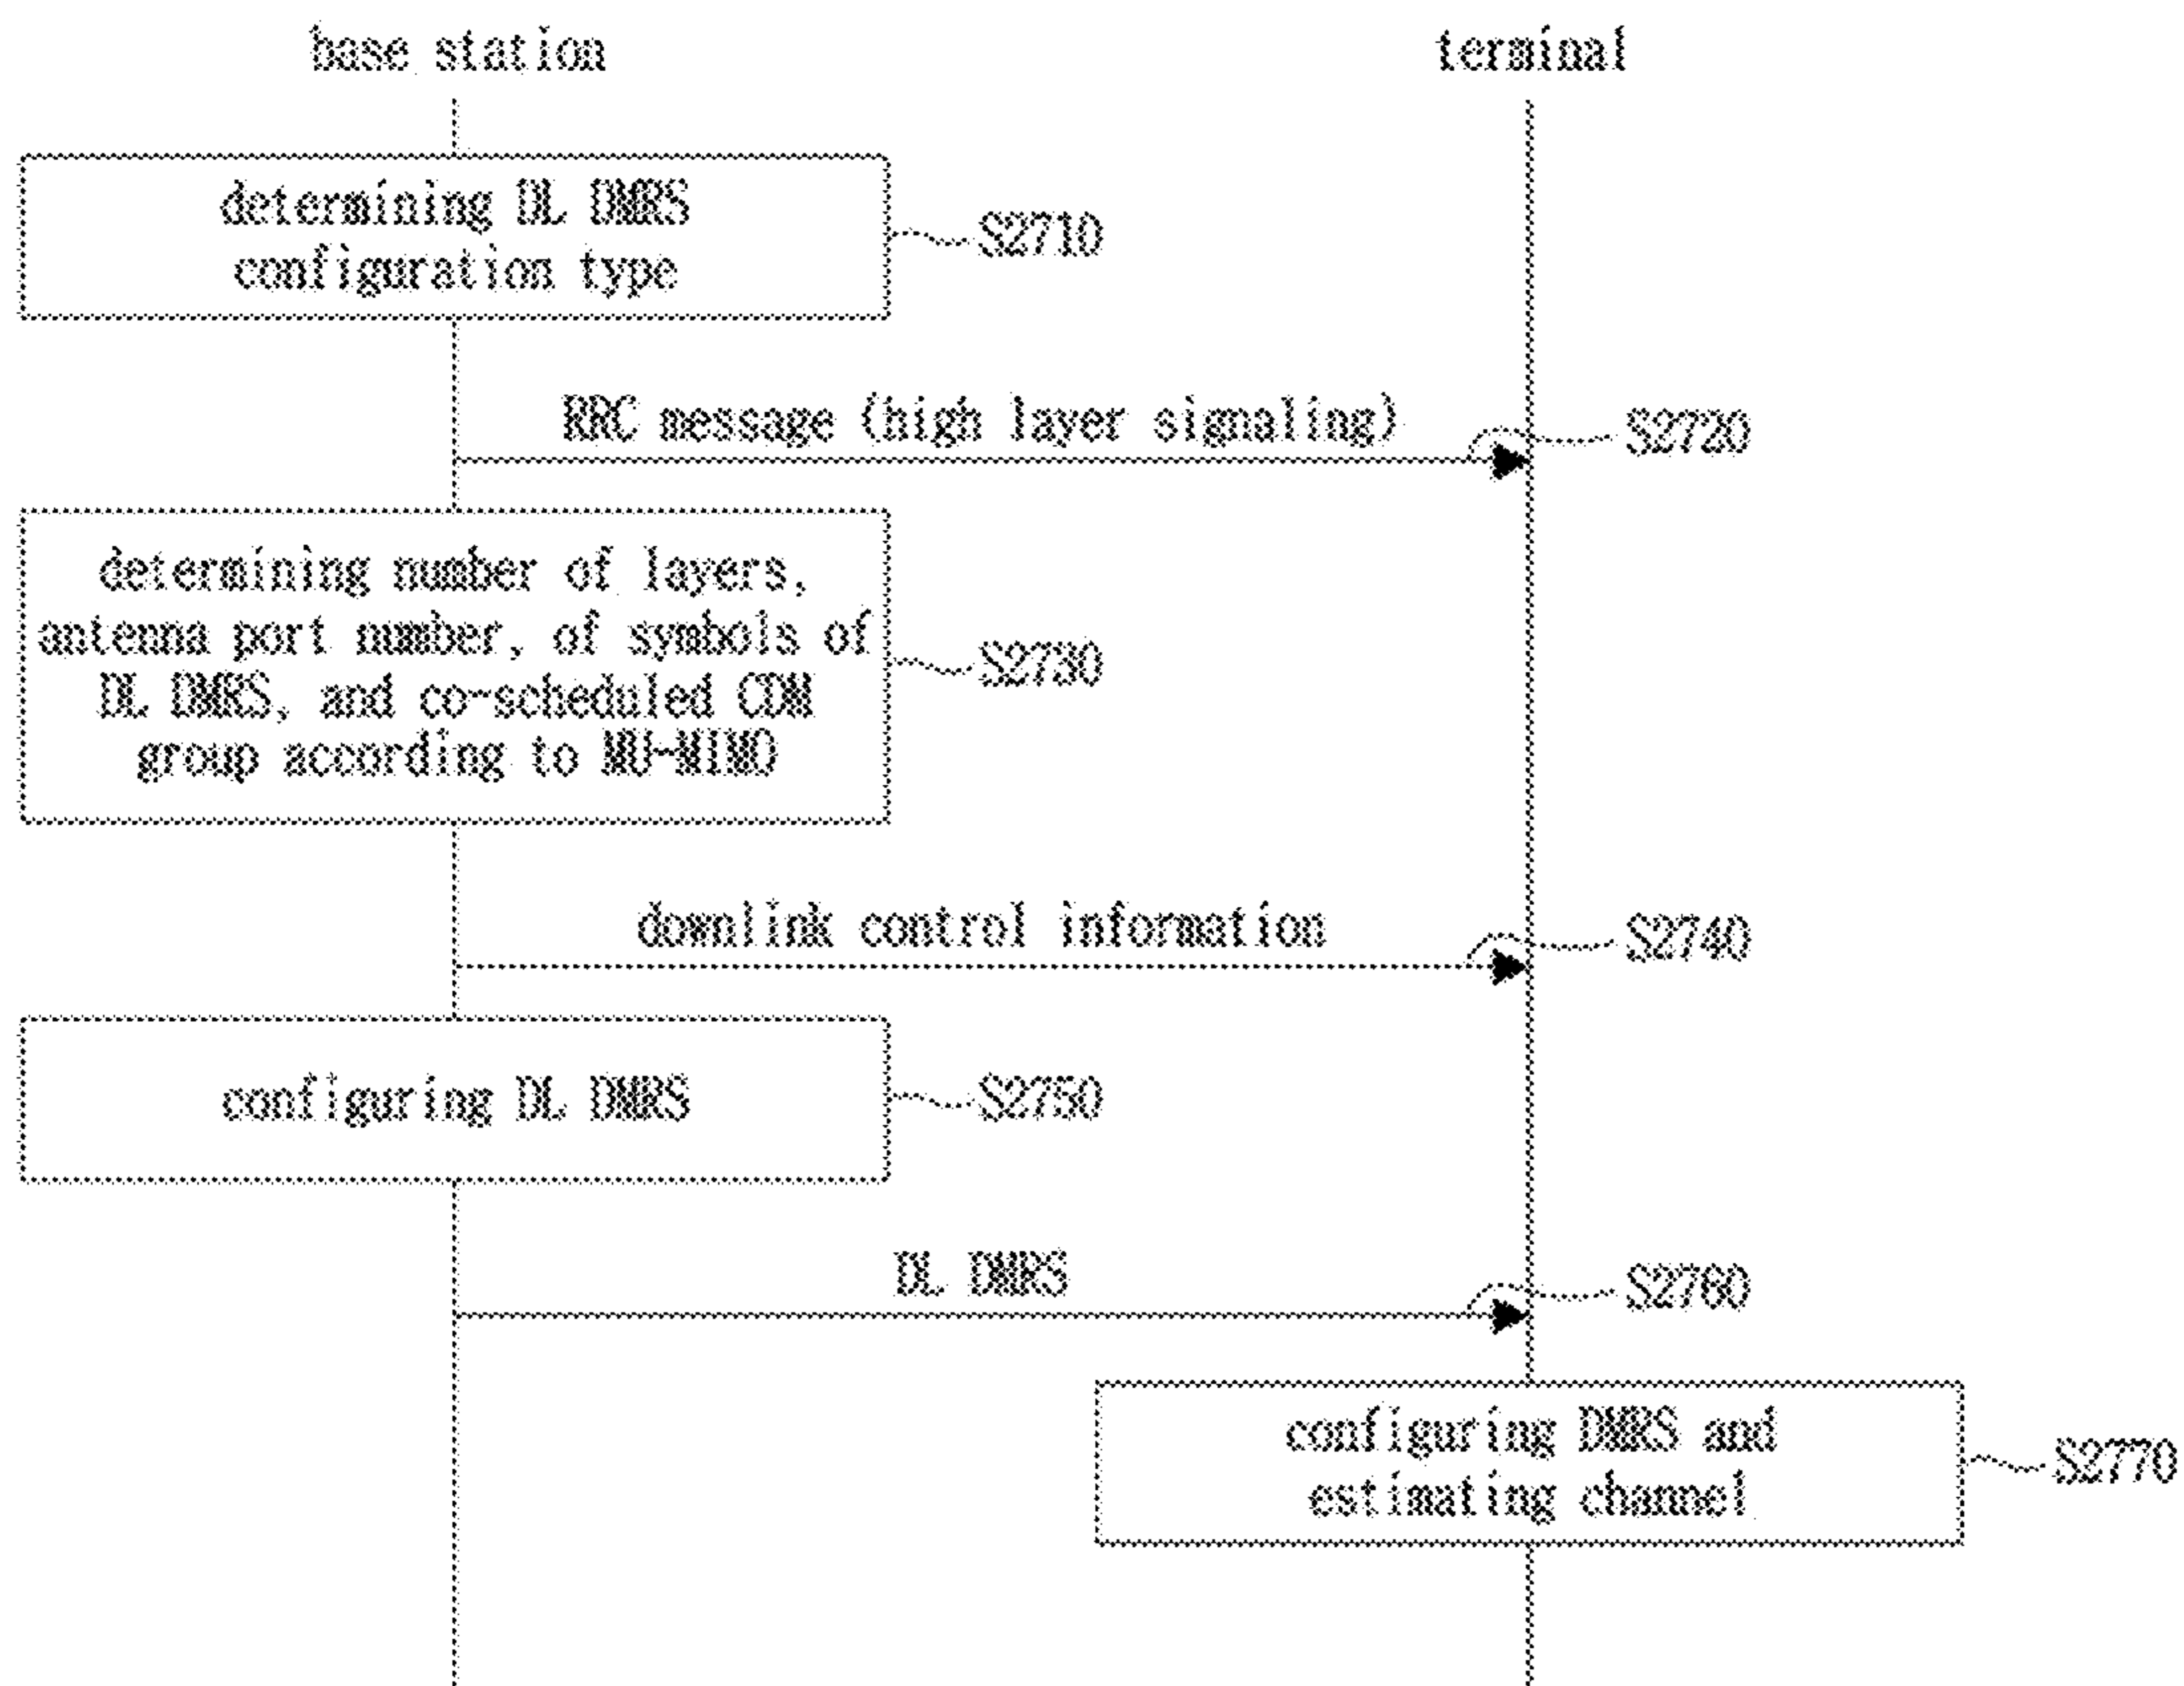 base station
terminal
determining DL DMRS
configuration type
S2710
RRC message (high layer signaling)
S2720
determining number of layers,
antenna port number, of symbols of
DL DMRS, and co-scheduled CDM
group according to MU-MIMO
S2730
downlink control information
S2740
configuring DL DMRS
S2750
DL DMRS
S2760
configuring DMRS and
estimating channel
S2770